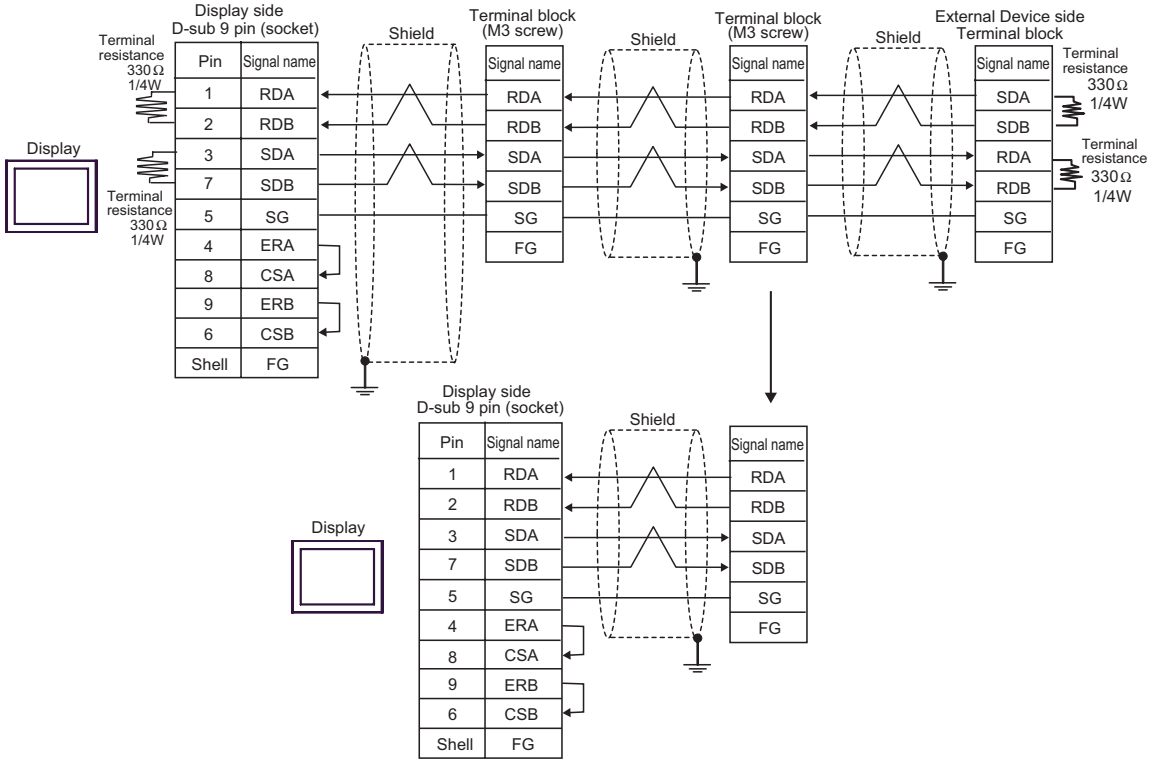 Display side
D-sub 9 pin (socket)
Terminal block
(M3 screw)
Terminal block
(M3 screw)
External Device side
Terminal block
Terminal
resistance
330Ω
1/4W
Shield
Shield
Shield
Terminal
resistance
330Ω
1/4W
Pin Signal name
1 RDA
2 RDB
3 SDA
7 SDB
5 SG
4 ERA
8 CSA
9 ERB
6 CSB
Shell FG
Signal name
RDA
RDB
SDA
SDB
SG
FG
Signal name
RDA
RDB
SDA
SDB
SG
FG
Signal name
SDA
SDB
RDA
RDB
SG
FG
Display
Terminal
resistance
330Ω
1/4W
Terminal
resistance
330Ω
1/4W
Display side
D-sub 9 pin (socket)
Shield
Pin Signal name
1 RDA
2 RDB
3 SDA
7 SDB
5 SG
4 ERA
8 CSA
9 ERB
6 CSB
Shell FG
Signal name
RDA
RDB
SDA
SDB
SG
FG
Display